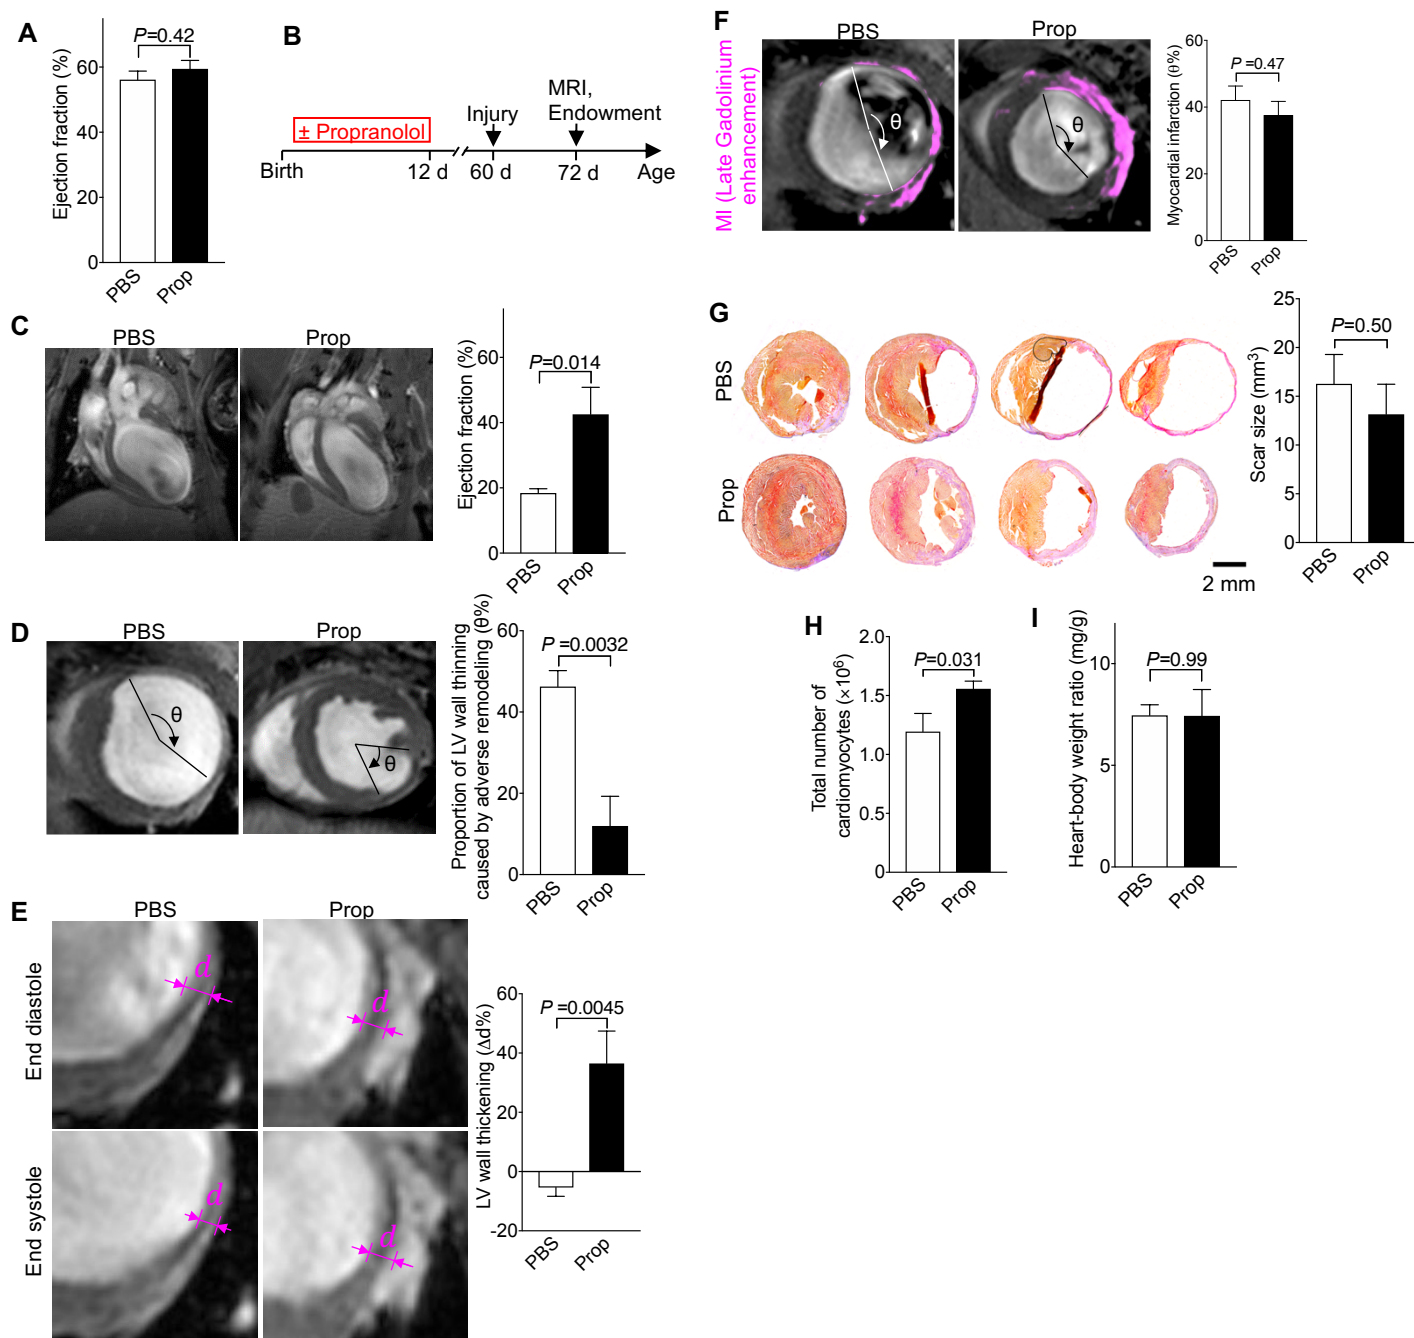 A
Ejection fraction (%)
P=0.42
60
40
20
0
PBS
Prop
B
± Propranolol
Injury
MRI,
Endowment
Birth
12 d
60 d
72 d
Age
C
PBS
Prop
Ejection fraction (%)
P=0.014
60
40
20
0
PBS
Prop
D
PBS
Prop
θ
θ
Proportion of LV wall thinning
caused by adverse remodeling (θ%)
P =0.0032
60
40
20
0
PBS
Prop
E
PBS
Prop
End diastole
d
d
End systole
d
d
LV wall thickening (Δd%)
P =0.0045
60
40
20
0
-20
PBS
Prop
F
MI (Late Gadolinium
enhancement)
PBS
Prop
θ
θ
Myocardial infarction (θ%)
P =0.47
60
40
20
0
PBS
Prop
G
PBS
Prop
2 mm
Scar size (mm³)
P=0.50
25
20
15
10
5
0
PBS
Prop
H
Total number of
cardiomyocytes (×10⁶)
P=0.031
2.0
1.5
1.0
0.5
0
PBS
Prop
I
Heart-body weight ratio (mg/g)
P=0.99
10
5
0
PBS
Prop